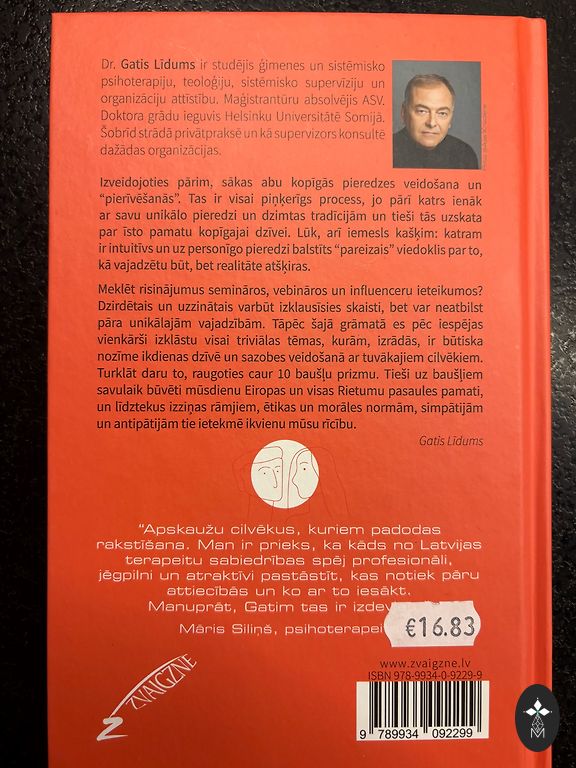 Dr. Gatis Līdums ir studējis ģimenes un sistēmisko
psihoterapiju, teoloģiju, sistēmisko supervīziju un
organizāciju attīstību. Maģistrantūru absolvējis ASV.
Doktora grādu ieguvis Helsinku Universitātē Somijā.
Šobrīd strādā privātpraksē un kā supervizors konsultē
dažādas organizācijas.
Izveidojoties pārim, sākas abu kopīgās pieredzes veidošana un
“pierīvēšanās”. Tas ir visai piņķerīgs process, jo pārī katrs ienāk
ar savu unikālo pieredzi un dzimtas tradīcijām un tieši tās uzskata
par īsto pamatu kopīgajai dzīvei. Lūk, arī iemesls kašķim: katram
ir intuitīvs un uz personīgo pieredzi balstīts “pareizais” viedoklis par to,
kā vajadzētu būt, bet realitāte atšķiras.
Meklēt risinājumus semināros, vebināros un influenceru ieteikumos?
Dzirdētais un uzzinātais varbūt izklausīsies skaisti, bet var neatbilst
pāra unikālajām vajadzībām. Tāpēc šajā grāmatā es pēc iespējas
vienkārši izklāstu visai triviālas tēmas, kurām, izrādās, ir būtiska
nozīme ikdienas dzīvē un sazobes veidošanā ar tuvākajiem cilvēkiem.
Turklāt daru to, raugoties caur 10 baušļu prizmu. Tieši uz baušļiem
savulaik būvēti mūsdienu Eiropas un visas Rietumu pasaules pamati,
un līdztekus izziņas rāmjiem, ētikas un morāles normām, simpātijām
un antipātijām tie ietekmē ikvienu mūsu rīcību.
Gatis Līdums
“Apskaužu cilvēkus, kuriem padodas
rakstīšana. Man ir prieks, ka kāds no Latvijas
terapeitu sabiedrības spēj profesionāli,
jēgpilni un atraktīvi pastāstīt, kas notiek pāru
attiecībās un ko ar to iesākt.
Manuprāt, Gatim tas ir
Māris Siliņš,
€16.83
www.zvaigzne.lv
ISBN 978-9934-0-9229-9
ZVAIGZNE
9 789934 092299
M